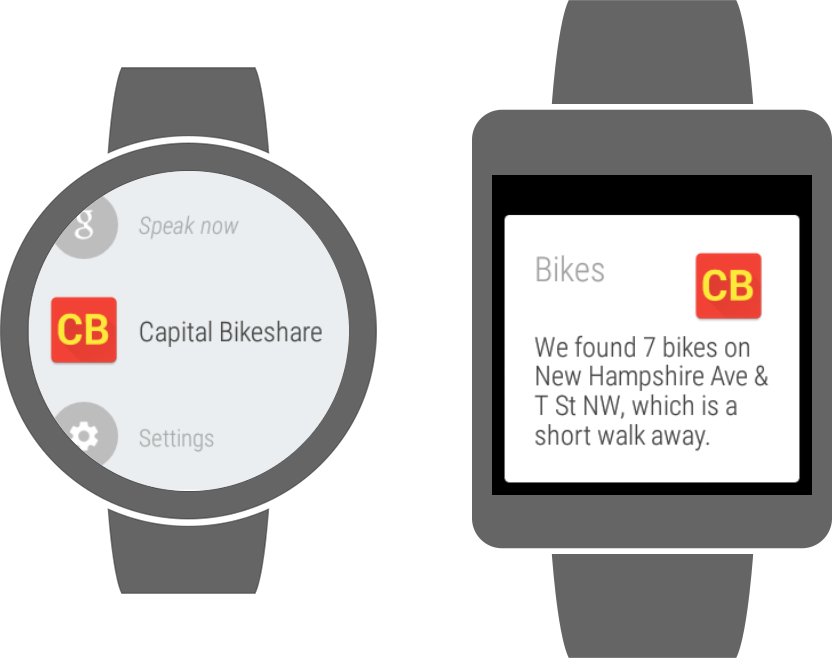 g
Speak now
CB
Capital Bikeshare
Settings
Bikes
CB
We found 7 bikes on
New Hampshire Ave &
T St NW, which is a
short walk away.